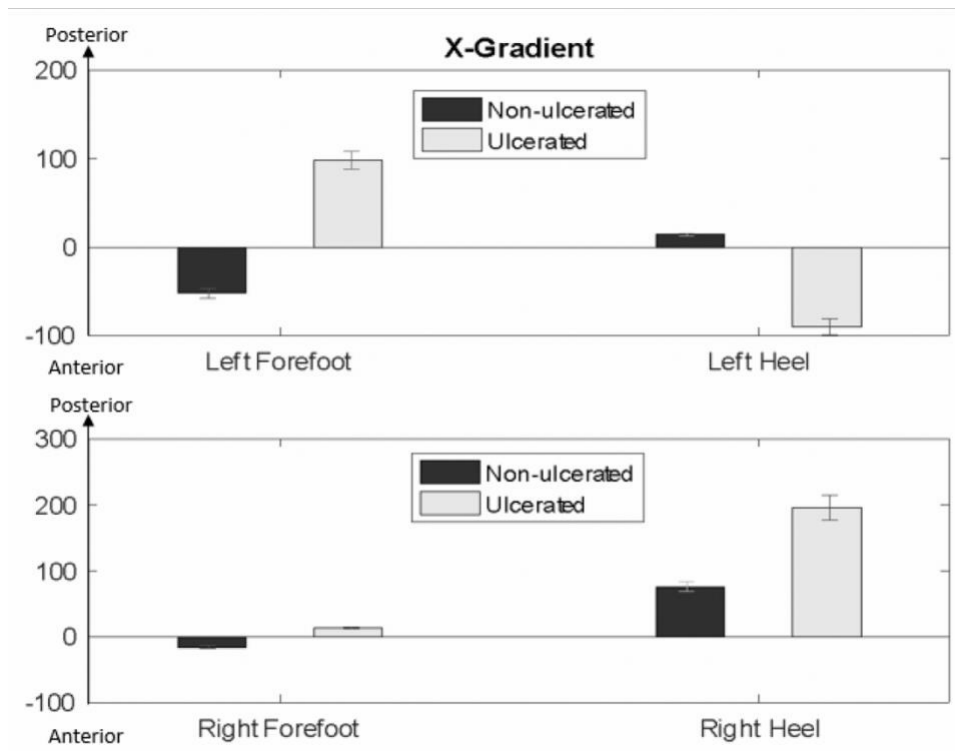 Posterior
X-Gradient
200
Non-ulcerated
Ulcerated
100
0
-100
Anterior
Left Forefoot
Left Heel
Posterior
300
Non-ulcerated
Ulcerated
200
100
0
-100
Anterior
Right Forefoot
Right Heel